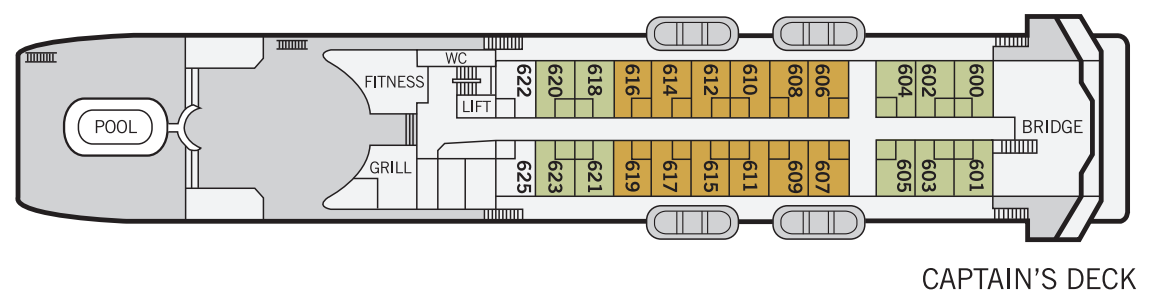 WC
FITNESS
LIFT
POOL
GRILL
BRIDGE
622 620 618 616 614 612 610 608 606 604 602 600
625 623 621 619 617 615 611 609 607 605 603 601
CAPTAIN'S DECK